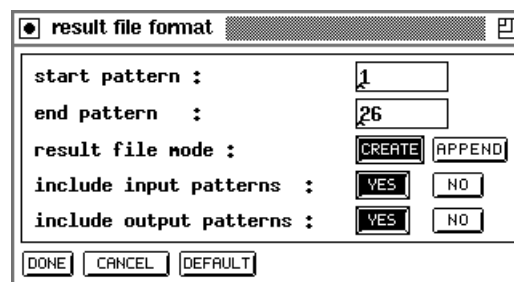 result file format
start pattern : 1
end pattern : 26
result file mode : CREATE APPEND
include input patterns : YES NO
include output patterns : YES NO
DONE CANCEL DEFAULT